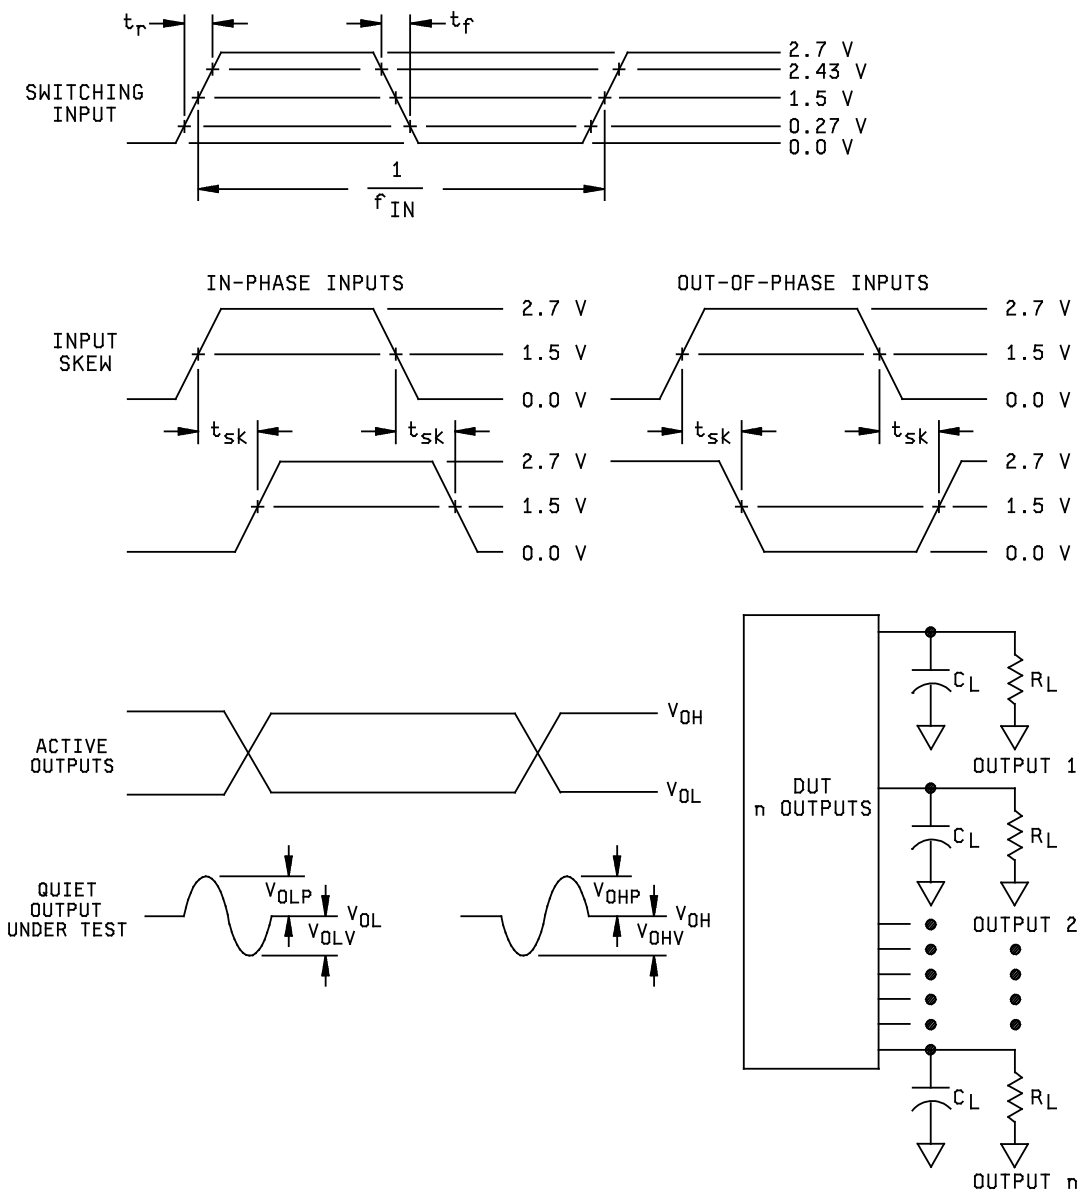 tr
tf
2.7 V
2.43 V
SWITCHING
INPUT
1.5 V
0.27 V
0.0 V
1
fIN
IN-PHASE INPUTS
OUT-OF-PHASE INPUTS
2.7 V
2.7 V
INPUT
SKEW
1.5 V
1.5 V
0.0 V
0.0 V
tsk
tsk
tsk
tsk
2.7 V
2.7 V
1.5 V
1.5 V
0.0 V
0.0 V
CL
RL
VOH
ACTIVE
OUTPUTS
OUTPUT 1
VOL
DUT
n OUTPUTS
CL
RL
QUIET
OUTPUT
UNDER TEST
VOLP
VOL
VOLV
VOHP
VOH
VOHV
OUTPUT 2
CL
RL
OUTPUT n